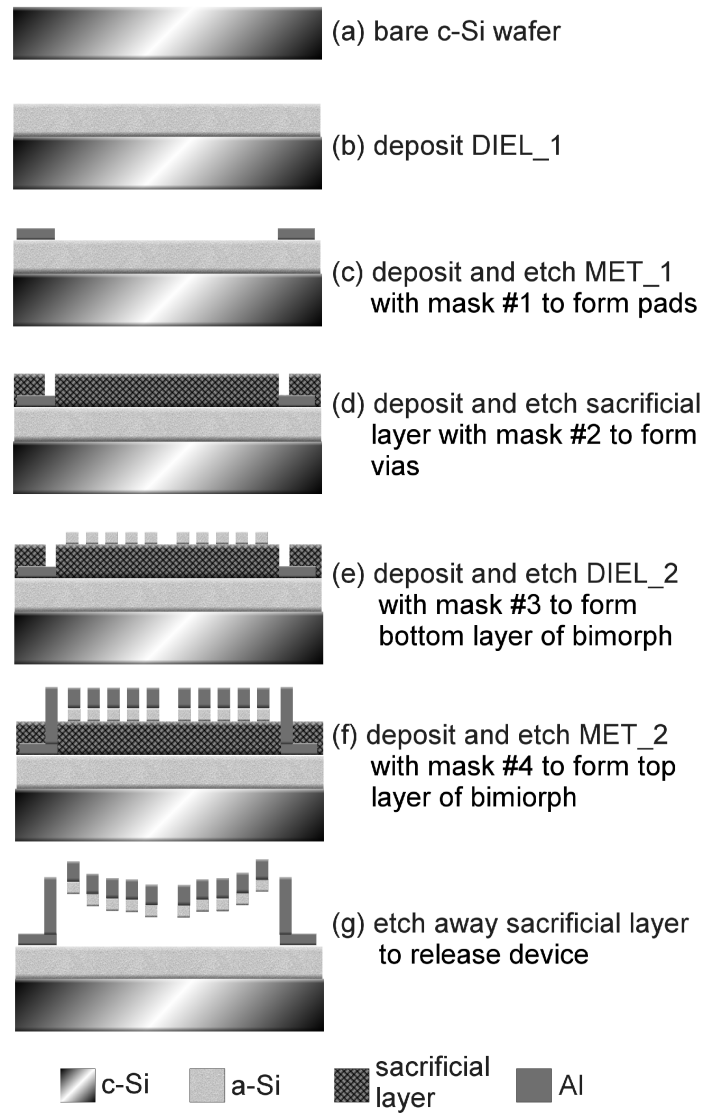 (a) bare c-Si wafer
(b) deposit DIEL_1
(c) deposit and etch MET_1
with mask #1 to form pads
(d) deposit and etch sacrificial
layer with mask #2 to form
vias
(e) deposit and etch DIEL_2
with mask #3 to form
bottom layer of bimorph
(f) deposit and etch MET_2
with mask #4 to form top
layer of bimiorph
(g) etch away sacrificial layer
to release device
c-Si
a-Si
sacrificial
layer
Al